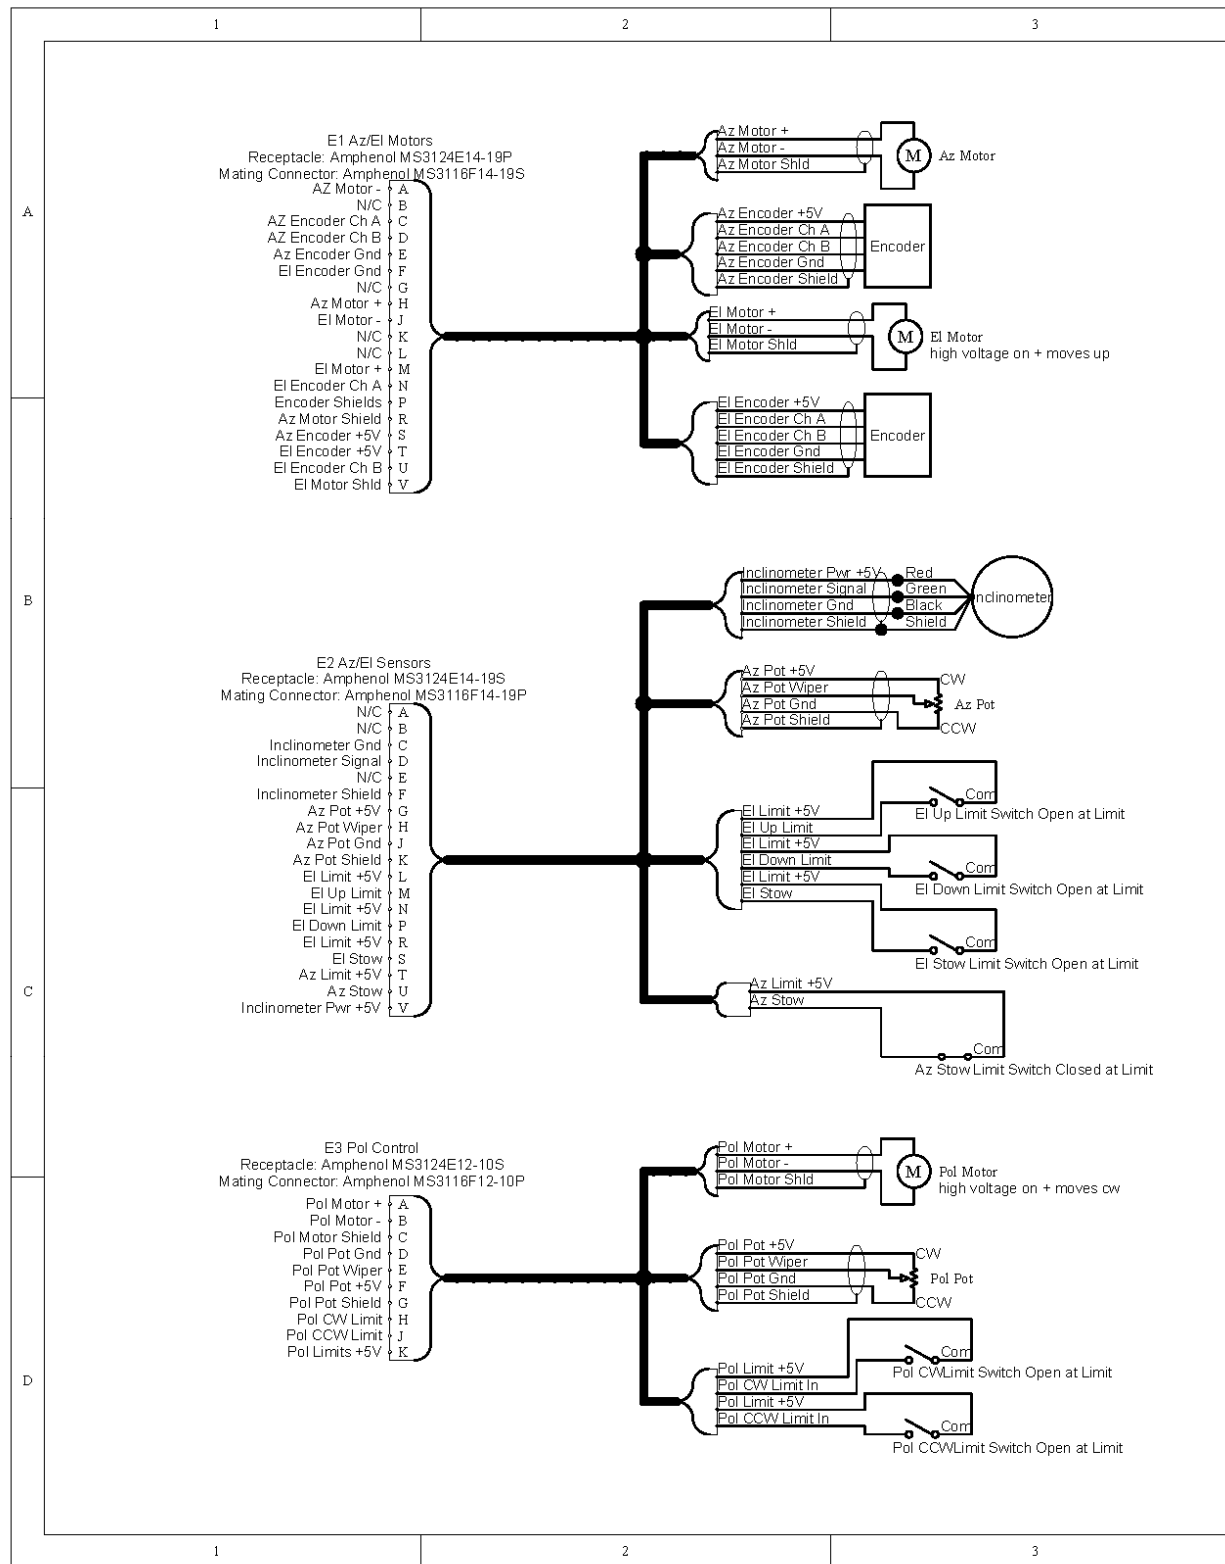 1 2 3
A
B
C
D
E1 Az/El Motors
Receptacle: Amphenol MS3124E14-19P
Mating Connector: Amphenol MS3116F14-19S
AZ Motor - A
N/C B
AZ Encoder Ch A C
AZ Encoder Ch B D
Az Encoder Gnd E
El Encoder Gnd F
N/C G
Az Motor + H
El Motor - J
N/C K
N/C L
El Motor + M
El Encoder Ch A N
Encoder Shields P
Az Motor Shield R
Az Encoder +5V S
El Encoder +5V T
El Encoder Ch B U
El Motor Shld V
Az Motor +
Az Motor -
Az Motor Shld
M Az Motor
Az Encoder +5V
Az Encoder Ch A
Az Encoder Ch B
Az Encoder Gnd
Az Encoder Shield
Encoder
El Motor +
El Motor -
El Motor Shld
M El Motor
high voltage on + moves up
El Encoder +5V
El Encoder Ch A
El Encoder Ch B
El Encoder Gnd
El Encoder Shield
Encoder
E2 Az/El Sensors
Receptacle: Amphenol MS3124E14-19S
Mating Connector: Amphenol MS3116F14-19P
N/C A
N/C B
Inclinometer Gnd C
Inclinometer Signal D
N/C E
Inclinometer Shield F
Az Pot +5V G
Az Pot Wiper H
Az Pot Gnd J
Az Pot Shield K
El Limit +5V L
El Up Limit M
El Limit +5V N
El Down Limit P
El Limit +5V R
El Stow S
Az Limit +5V T
Az Stow U
Inclinometer Pwr +5V V
Inclinometer Pwr +5V Red
Inclinometer Signal Green
Inclinometer Gnd Black
Inclinometer Shield Shield
Inclinometer
Az Pot +5V
Az Pot Wiper
Az Pot Gnd
Az Pot Shield
CW
Az Pot
CCW
El Limit +5V
El Up Limit
El Limit +5V
El Down Limit
El Limit +5V
El Stow
Com
El Up Limit Switch Open at Limit
Com
El Down Limit Switch Open at Limit
Com
El Stow Limit Switch Open at Limit
Az Limit +5V
Az Stow
Com
Az Stow Limit Switch Closed at Limit
E3 Pol Control
Receptacle: Amphenol MS3124E12-10S
Mating Connector: Amphenol MS3116F12-10P
Pol Motor + A
Pol Motor - B
Pol Motor Shield C
Pol Pot Gnd D
Pol Pot Wiper E
Pol Pot +5V F
Pol Pot Shield G
Pol CW Limit H
Pol CCW Limit J
Pol Limits +5V K
Pol Motor +
Pol Motor -
Pol Motor Shld
M Pol Motor
high voltage on + moves cw
Pol Pot +5V
Pol Pot Wiper
Pol Pot Gnd
Pol Pot Shield
CW
Pol Pot
CCW
Pol Limit +5V
Pol CW Limit In
Pol Limit +5V
Pol CCW Limit In
Com
Pol CWLimit Switch Open at Limit
Com
Pol CCWLimit Switch Open at Limit
1 2 3